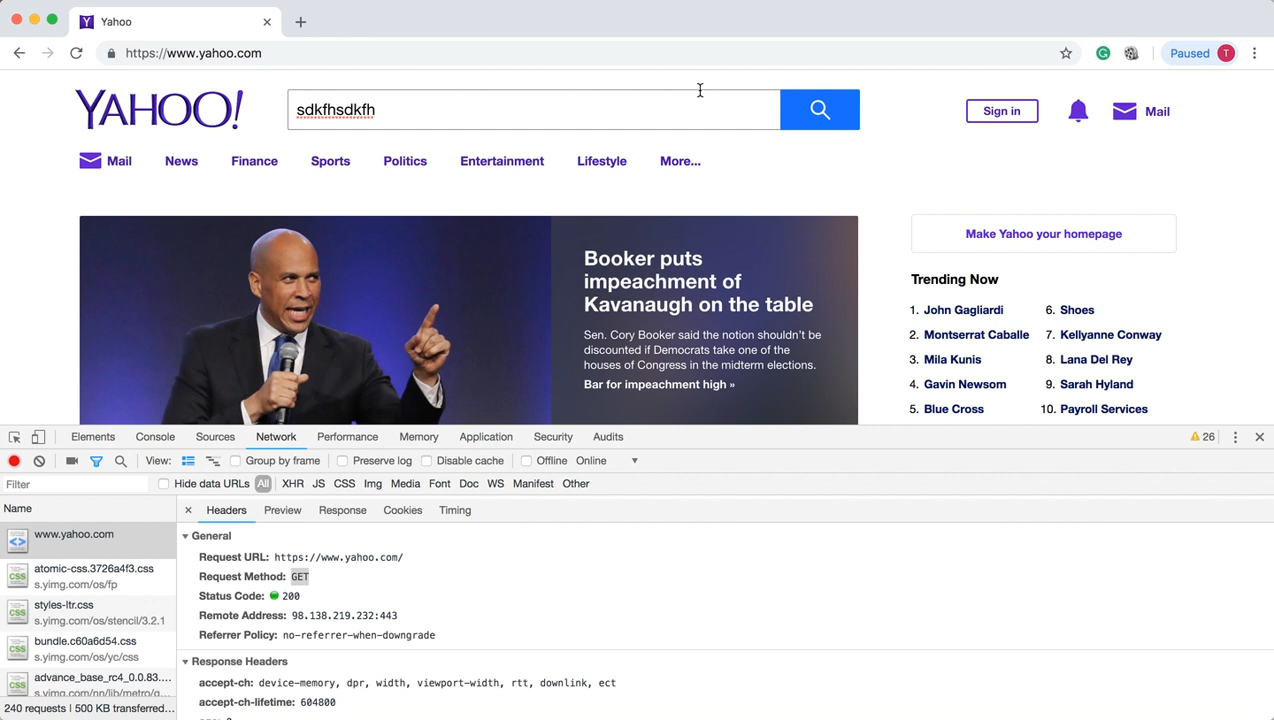 Yahoo
https://www.yahoo.com
Paused T
YAHOO!
sdkfhsdkfh
Sign in
Mail
Mail News Finance Sports Politics Entertainment Lifestyle More...
Booker puts
impeachment of
Kavanaugh on the table
Sen. Cory Booker said the notion shouldn't be
discounted if Democrats take one of the
houses of Congress in the midterm elections.
Bar for impeachment high »
Make Yahoo your homepage
Trending Now
1. John Gagliardi
2. Montserrat Caballe
3. Mila Kunis
4. Gavin Newsom
5. Blue Cross
6. Shoes
7. Kellyanne Conway
8. Lana Del Rey
9. Sarah Hyland
10. Payroll Services
Elements Console Sources Network Performance Memory Application Security Audits 26
View: Group by frame Preserve log Disable cache Offline Online
Filter Hide data URLs All XHR JS CSS Img Media Font Doc WS Manifest Other
Name
www.yahoo.com
atomic-css.3726a4f3.css
s.yimg.com/os/fp
styles-ltr.css
s.yimg.com/os/stencil/3.2.1
bundle.c60a6d54.css
s.yimg.com/os/yc/css
advance_base_rc4_0.0.83....
s.yimg.com/nn/lib/metro/g...
240 requests | 500 KB transferred...
Headers Preview Response Cookies Timing
General
Request URL: https://www.yahoo.com/
Request Method: GET
Status Code: 200
Remote Address: 98.138.219.232:443
Referrer Policy: no-referrer-when-downgrade
Response Headers
accept-ch: device-memory, dpr, width, viewport-width, rtt, downlink, ect
accept-ch-lifetime: 604800